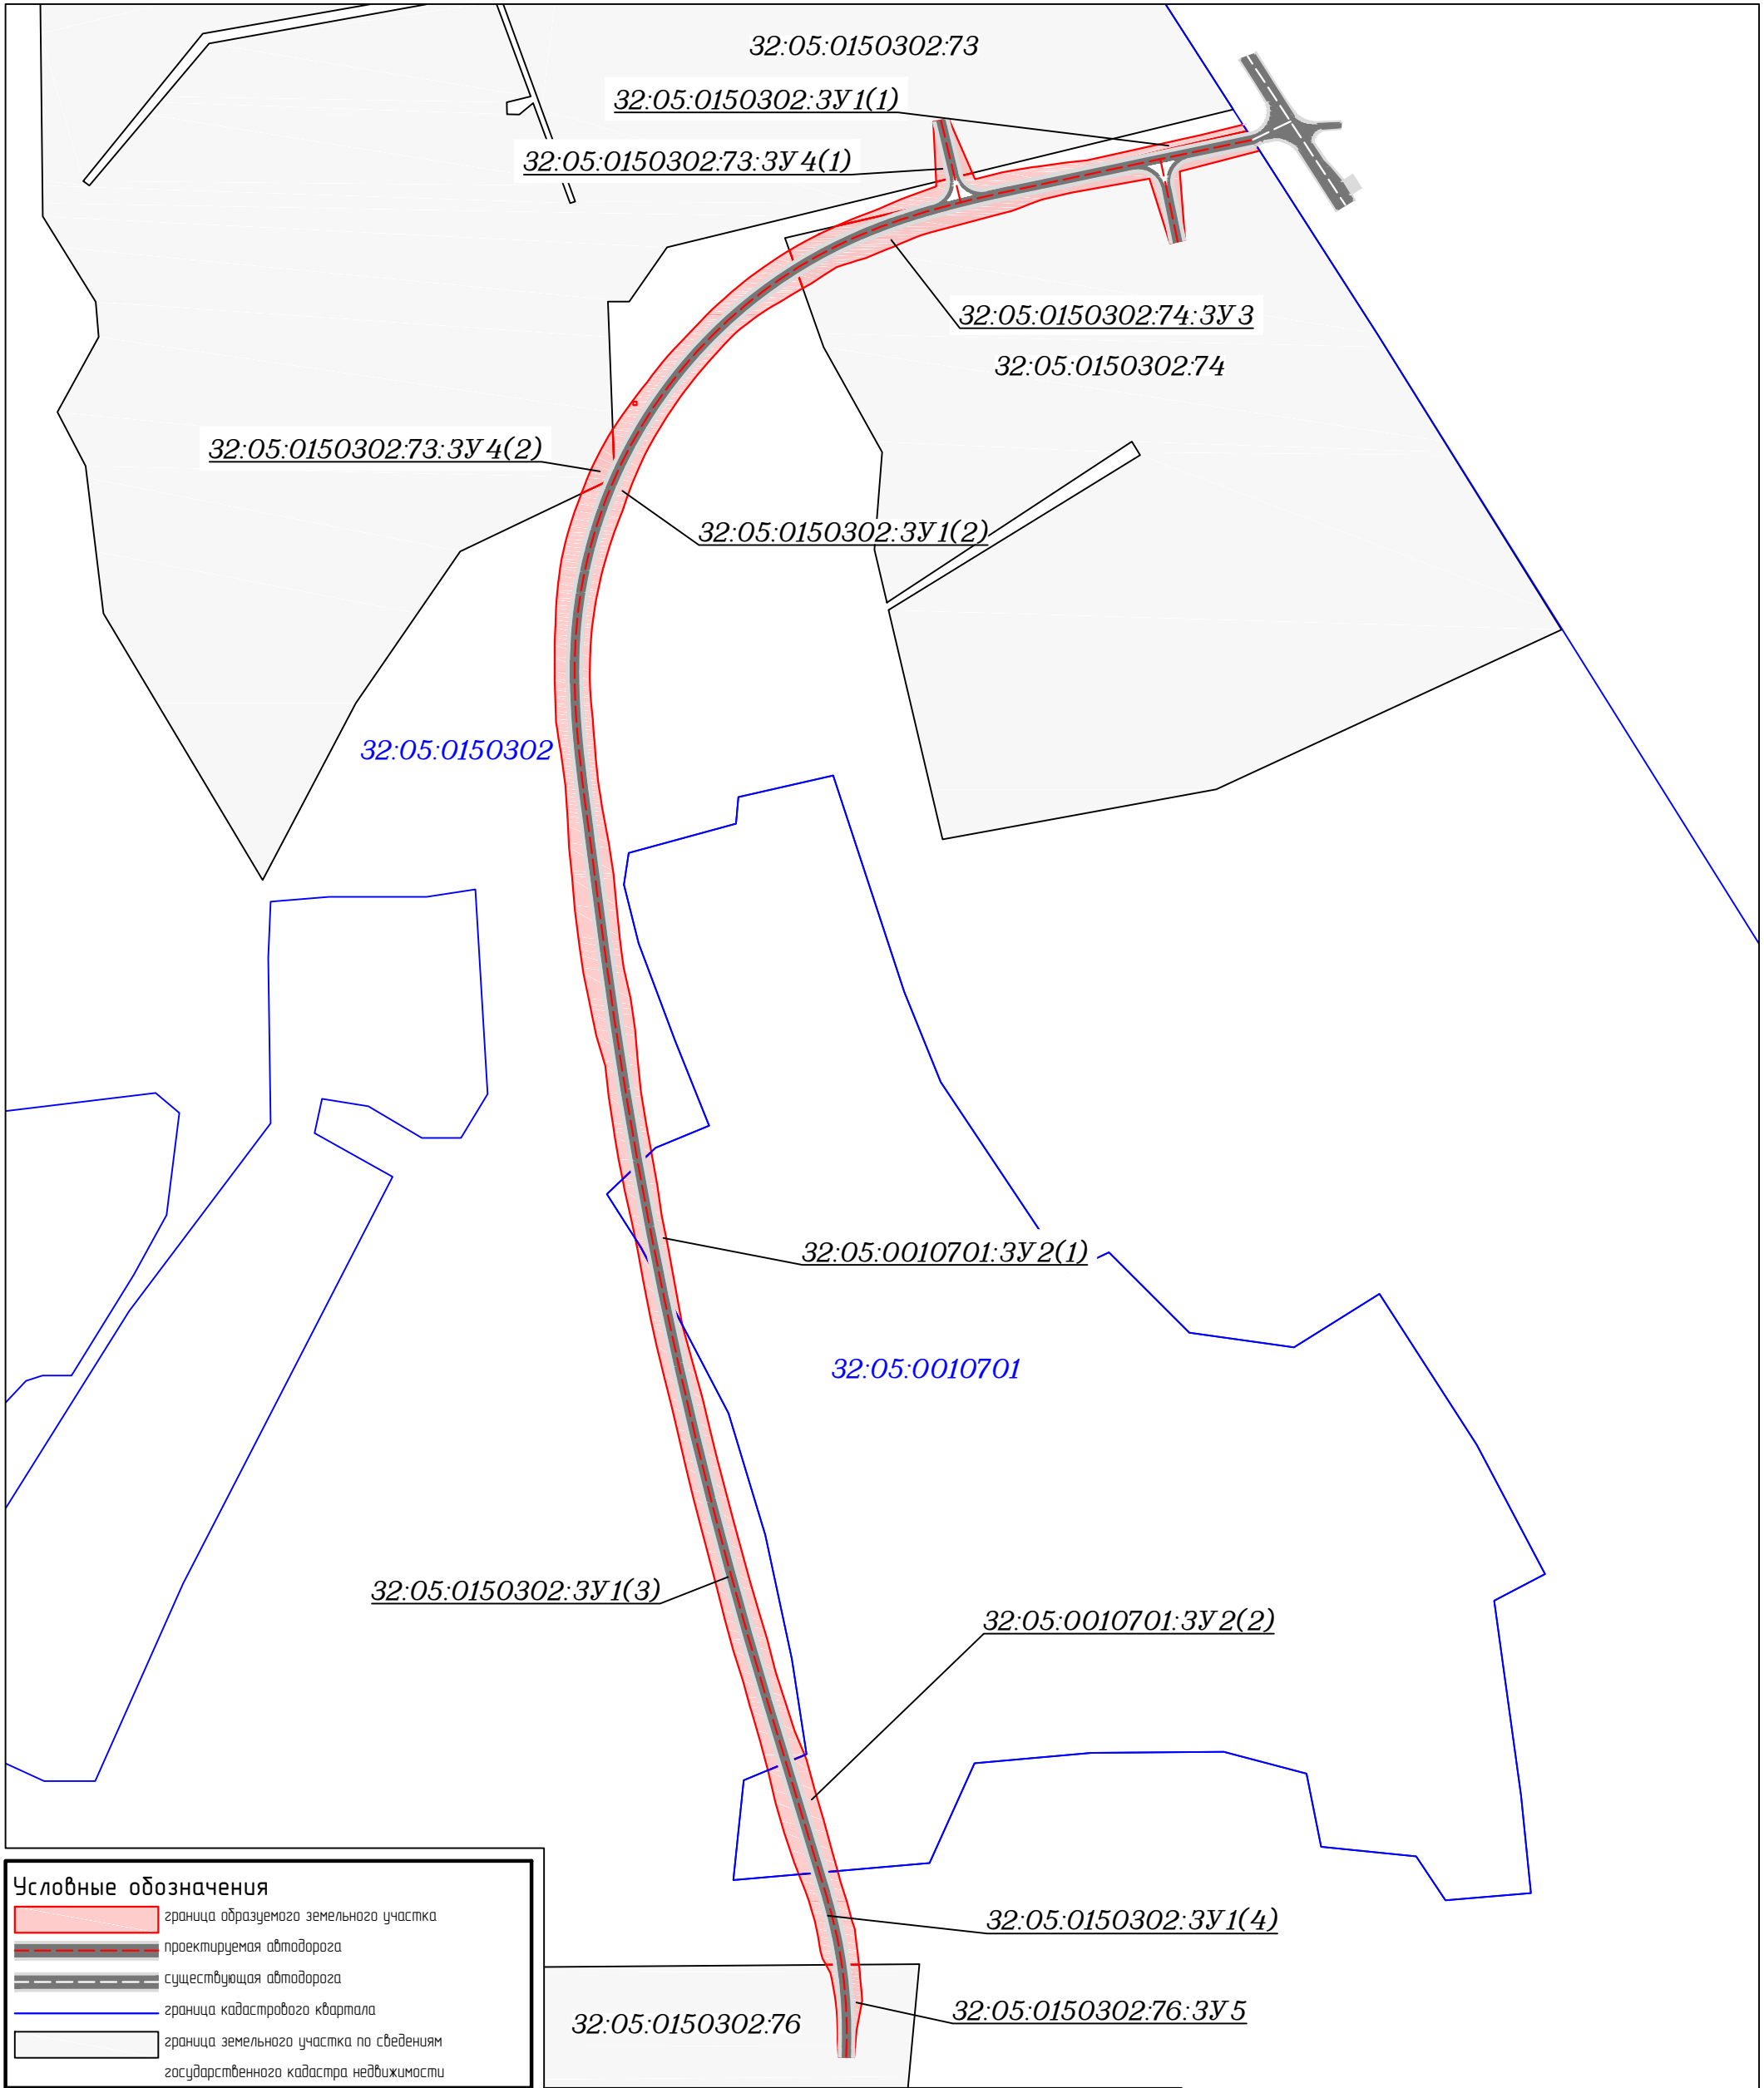 32:05:0150302:73
32:05:0150302:ЗУ1(1)
32:05:0150302:73:ЗУ4(1)
32:05:0150302:74:ЗУ3
32:05:0150302:74
32:05:0150302:73:ЗУ4(2)
32:05:0150302:ЗУ1(2)
32:05:0150302
32:05:0010701:ЗУ2(1)
32:05:0010701
32:05:0150302:ЗУ1(3)
32:05:0010701:ЗУ2(2)
32:05:0150302:ЗУ1(4)
32:05:0150302:76:ЗУ5
32:05:0150302:76
Условные обозначения
граница образуемого земельного участка
проектируемая автодорога
существующая автодорога
граница кадастрового квартала
граница земельного участка по сведениям
государственного кадастра недвижимости